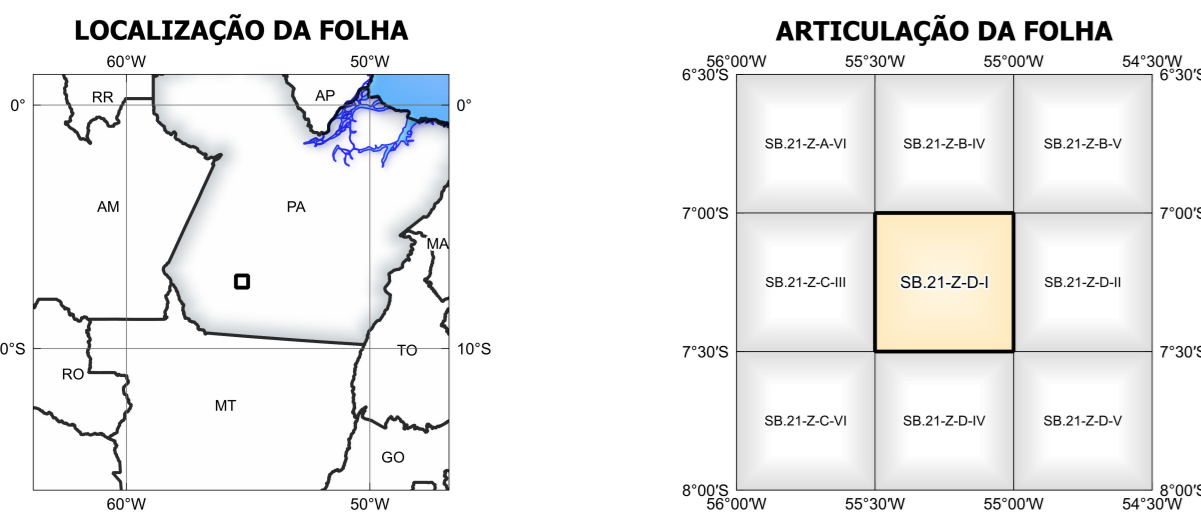 LOCALIZAÇÃO DA FOLHA
60°W 50°W
RR AP
0° 0°
AM PA
MA
0°S 10°S
TO
RO
MT
GO
60°W 50°W
ARTICULAÇÃO DA FOLHA
56°00'W 55°30'W 55°00'W 54°30'W
6°30'S 6°30'S
SB.21-Z-A-VI SB.21-Z-B-IV SB.21-Z-B-V
7°00'S 7°00'S
SB.21-Z-C-III SB.21-Z-D-I SB.21-Z-D-II
7°30'S 7°30'S
SB.21-Z-C-VI SB.21-Z-D-IV SB.21-Z-D-V
8°00'S 8°00'S
56°00'W 55°30'W 55°00'W 54°30'W